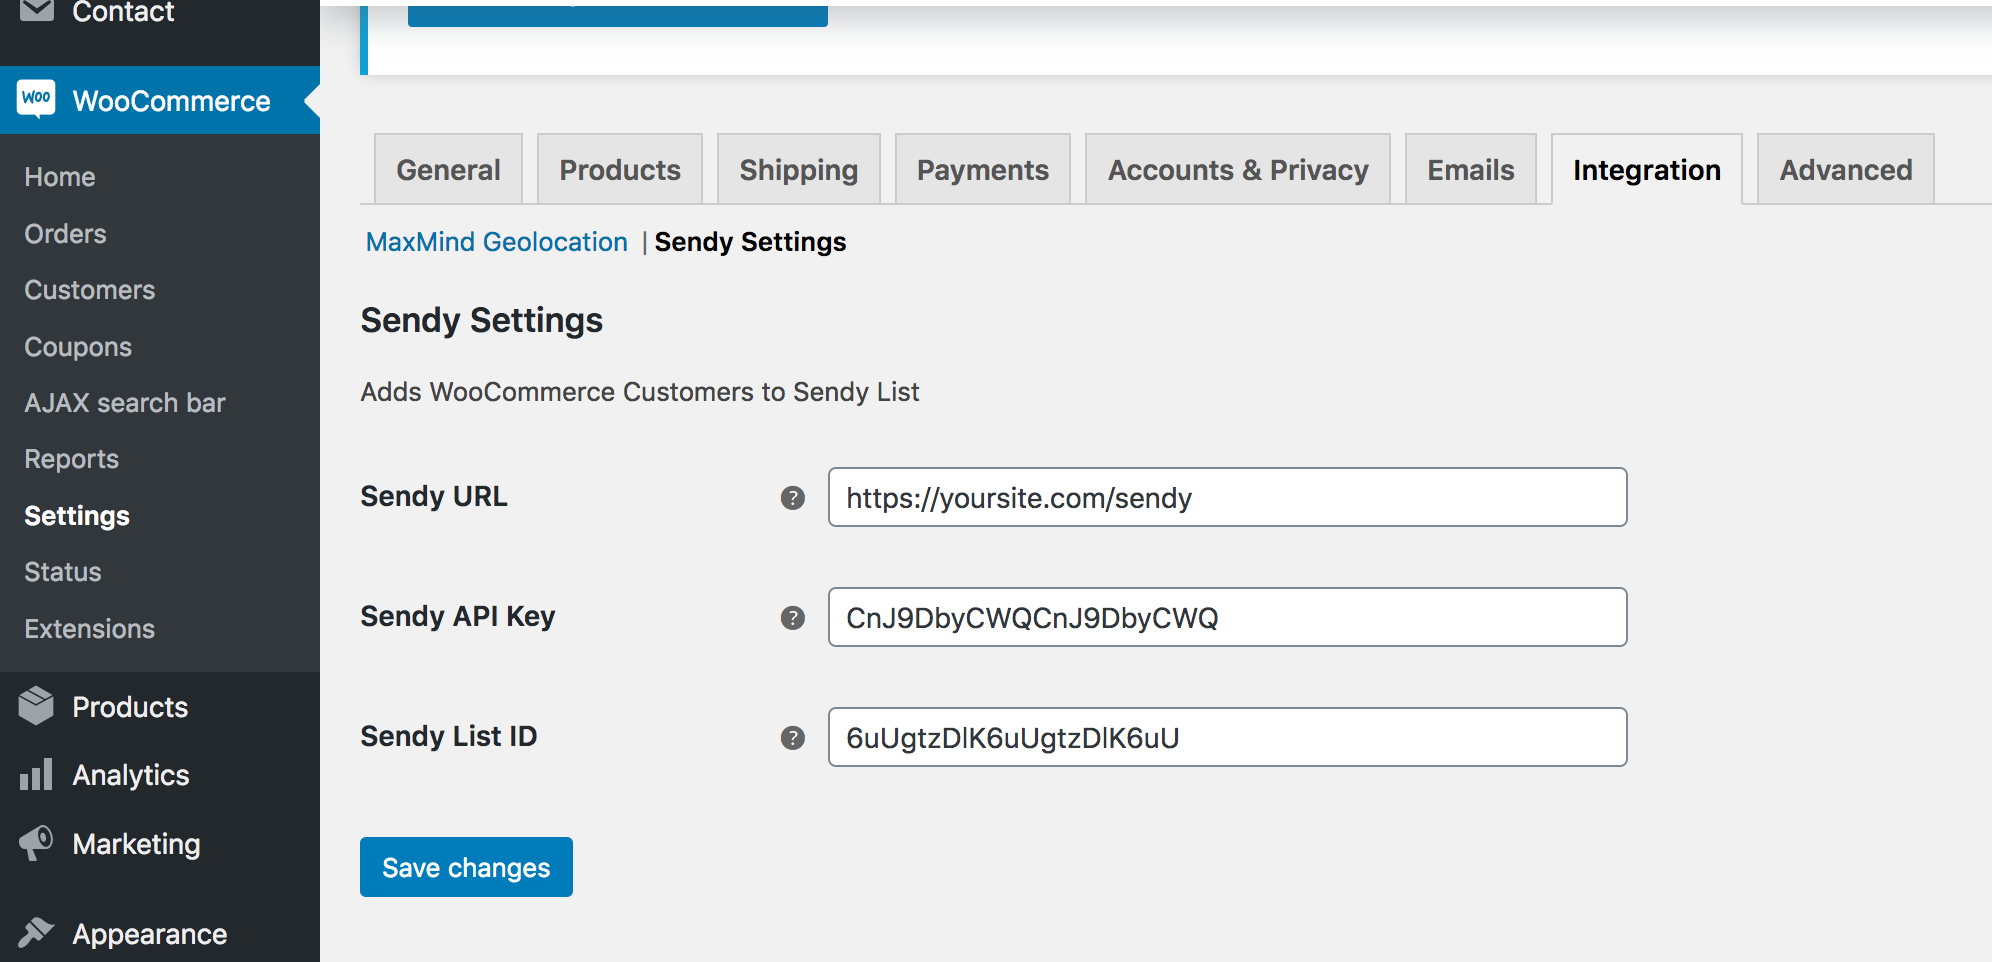 Contact
Woo WooCommerce
Home
Orders
Customers
Coupons
AJAX search bar
Reports
Settings
Status
Extensions
Products
Analytics
Marketing
Appearance
General Products Shipping Payments Accounts & Privacy Emails Integration Advanced
MaxMind Geolocation | Sendy Settings
Sendy Settings
Adds WooCommerce Customers to Sendy List
Sendy URL ? https://yoursite.com/sendy
Sendy API Key ? CnJ9DbyCWQCnJ9DbyCWQ
Sendy List ID ? 6uUgtzDlK6uUgtzDlK6uU
Save changes